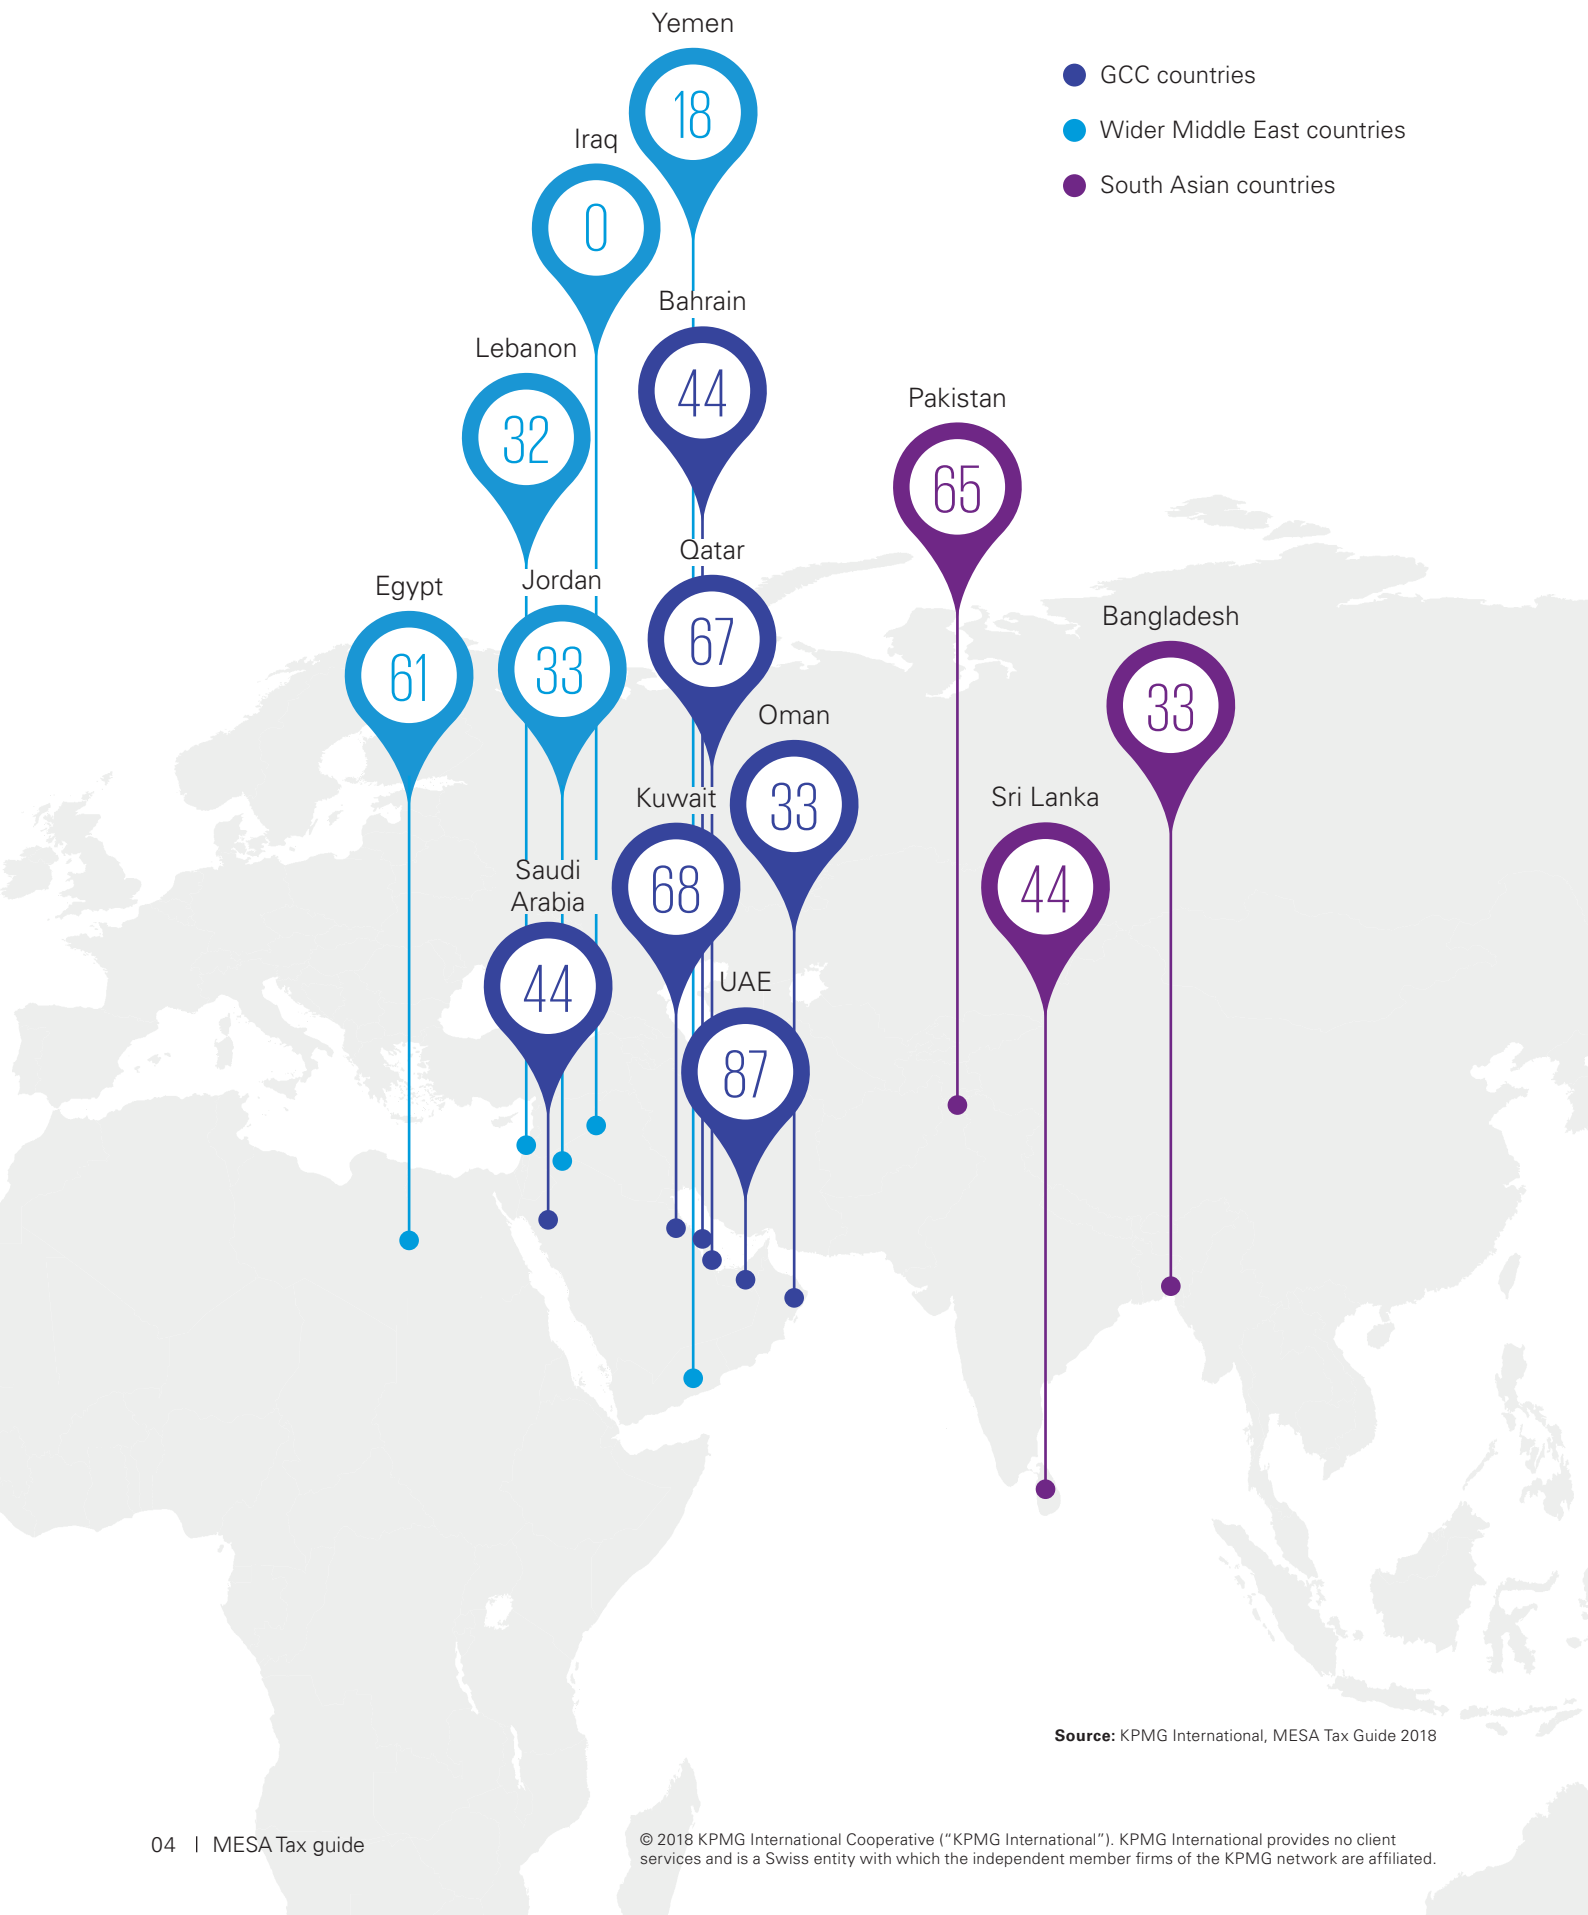 Yemen
18
GCC countries
Wider Middle East countries
South Asian countries
Iraq
0
Bahrain
44
Lebanon
32
Pakistan
65
Qatar
67
Egypt
61
Jordan
33
Bangladesh
33
Oman
33
Kuwait
68
Sri Lanka
44
Saudi
Arabia
44
UAE
87
Source: KPMG International, MESA Tax Guide 2018
04 | MESA Tax guide
© 2018 KPMG International Cooperative (“KPMG International”). KPMG International provides no client
services and is a Swiss entity with which the independent member firms of the KPMG network are affiliated.